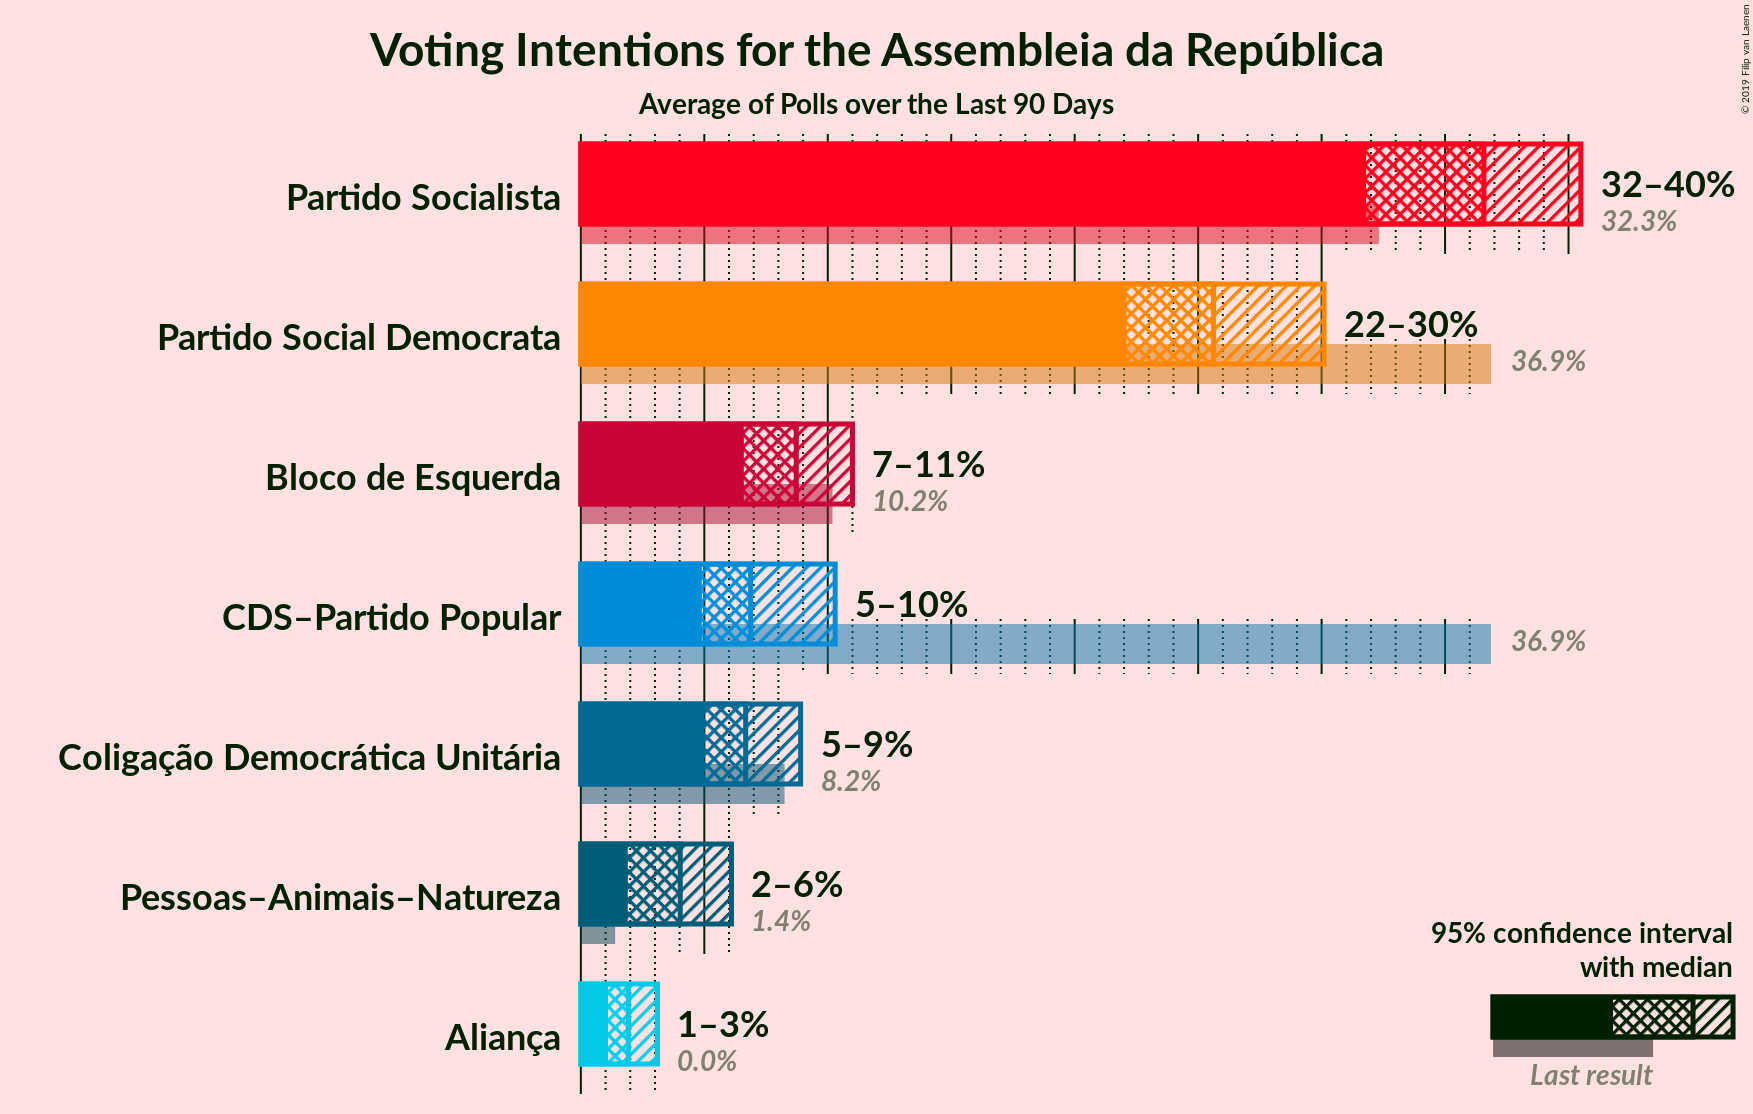 Voting Intentions for the Assembleia da República
Average of Polls over the Last 90 Days
© 2019 Filip van Laenen
Partido Socialista
32–40%
32.3%
Partido Social Democrata
22–30%
36.9%
Bloco de Esquerda
7–11%
10.2%
CDS–Partido Popular
5–10%
36.9%
Coligação Democrática Unitária
5–9%
8.2%
Pessoas–Animais–Natureza
2–6%
1.4%
Aliança
1–3%
0.0%
95% confidence interval
with median
Last result